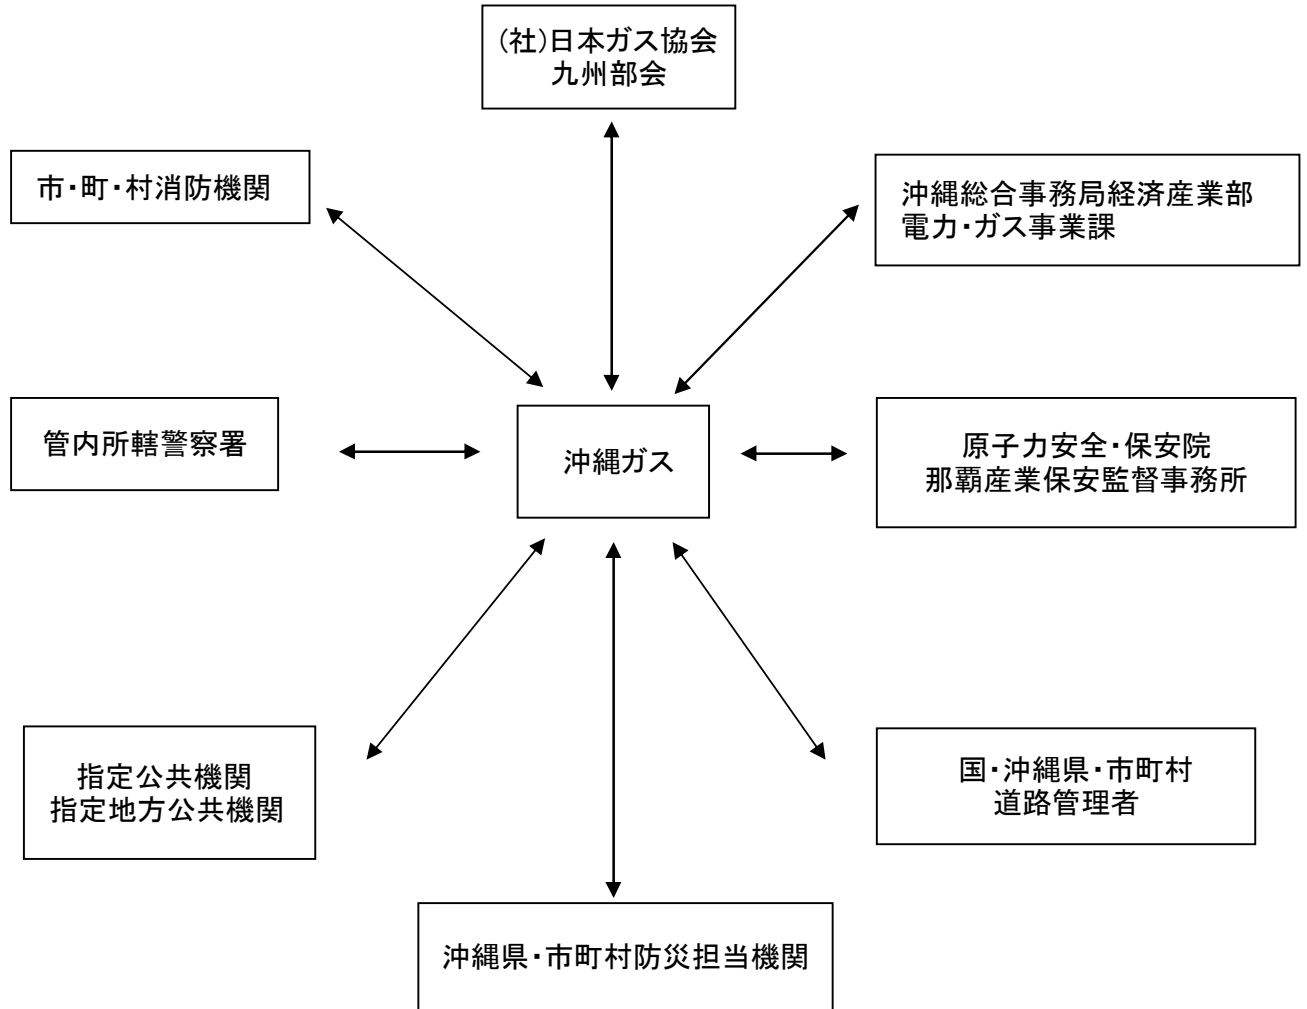 (社)日本ガス協会
九州部会
市・町・村消防機関
沖縄総合事務局経済産業部
電力・ガス事業課
管内所轄警察署
沖縄ガス
原子力安全・保安院
那覇産業保安監督事務所
指定公共機関
指定地方公共機関
国・沖縄県・市町村
道路管理者
沖縄県・市町村防災担当機関